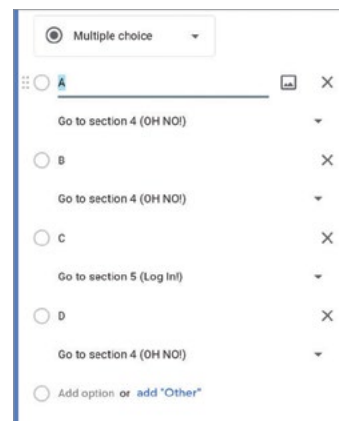 Multiple choice
A
Go to section 4 (OH NO!)
B
Go to section 4 (OH NO!)
C
Go to section 5 (Log In!)
D
Go to section 4 (OH NO!)
Add option or add "Other"